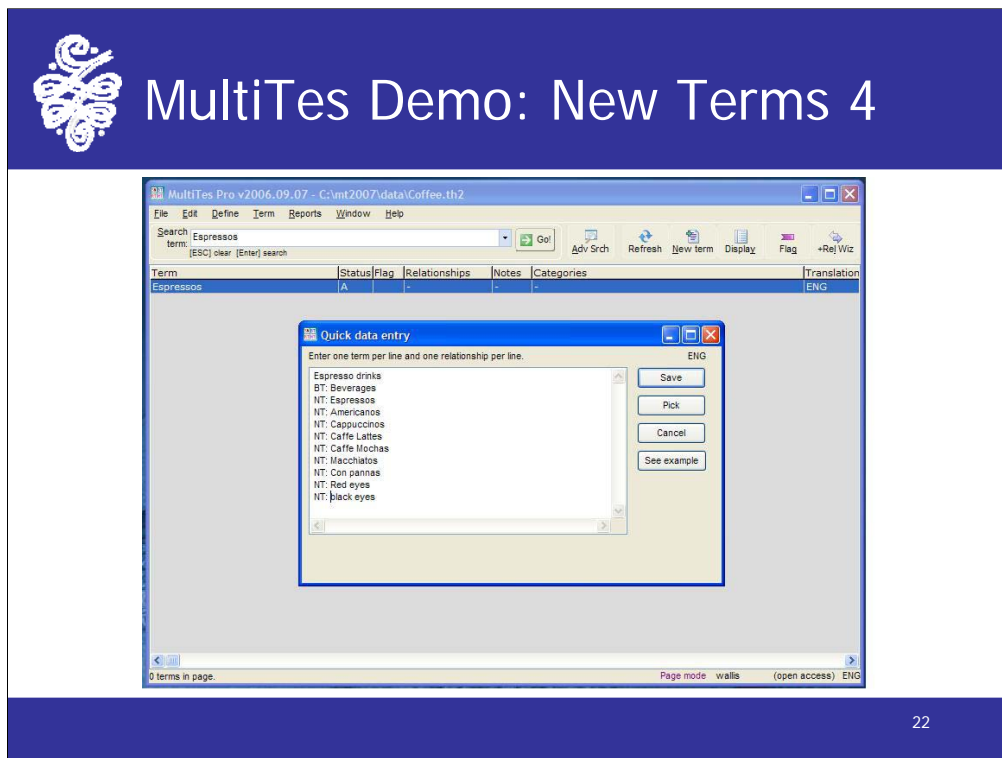 MultiTes Demo: New Terms 4
MultiTes Pro v2006.09.07 - C:\mt2007\data\Coffee.th2
File Edit Define Term Reports Window Help
Search term: Espressos Go! Adv Srch Refresh New term Display Flag +Rel Wiz
[ESC] clear [Enter] search
Term Status Flag Relationships Notes Categories Translation
Espressos A - - - ENG
Quick data entry
Enter one term per line and one relationship per line. ENG
Espresso drinks
BT: Beverages
NT: Espressos
NT: Americanos
NT: Cappuccinos
NT: Caffe Lattes
NT: Caffe Mochas
NT: Macchiatos
NT: Con pannas
NT: Red eyes
NT: black eyes
Save
Pick
Cancel
See example
0 terms in page. Page mode wallis (open access) ENG
22